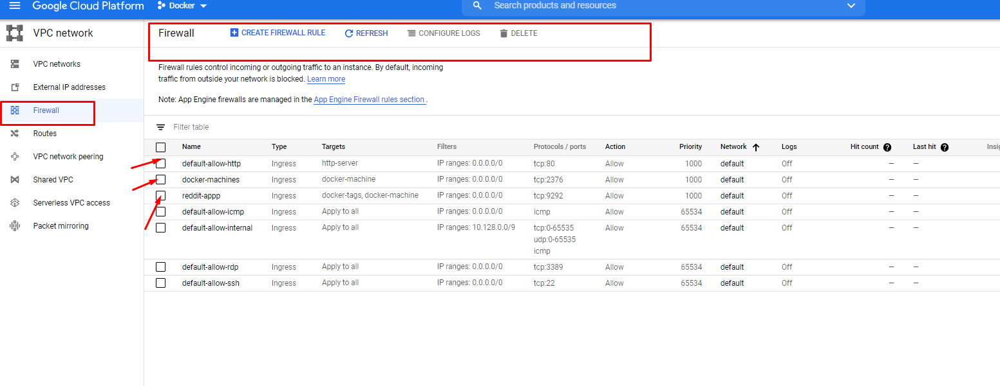 Google Cloud Platform Docker Search products and resources
VPC network
Firewall CREATE FIREWALL RULE REFRESH CONFIGURE LOGS DELETE
VPC networks
External IP addresses
Firewall
Routes
VPC network peering
Shared VPC
Serverless VPC access
Packet mirroring
Firewall rules control incoming or outgoing traffic to an instance. By default, incoming
traffic from outside your network is blocked. Learn more
Note: App Engine firewalls are managed in the App Engine Firewall rules section .
Filter table
Name Type Targets Filters Protocols / ports Action Priority Network Logs Hit count Last hit Insig
default-allow-http Ingress http-server IP ranges: 0.0.0.0/0 tcp:80 Allow 1000 default Off — —
docker-machines Ingress docker-machine IP ranges: 0.0.0.0/0 tcp:2376 Allow 1000 default Off — —
reddit-appp Ingress docker-tags, docker-machine IP ranges: 0.0.0.0/0 tcp:9292 Allow 1000 default Off — —
default-allow-icmp Ingress Apply to all IP ranges: 0.0.0.0/0 icmp Allow 65534 default Off — —
default-allow-internal Ingress Apply to all IP ranges: 10.128.0.0/9 tcp:0-65535 Allow 65534 default Off — —
udp:0-65535
icmp
default-allow-rdp Ingress Apply to all IP ranges: 0.0.0.0/0 tcp:3389 Allow 65534 default Off — —
default-allow-ssh Ingress Apply to all IP ranges: 0.0.0.0/0 tcp:22 Allow 65534 default Off — —